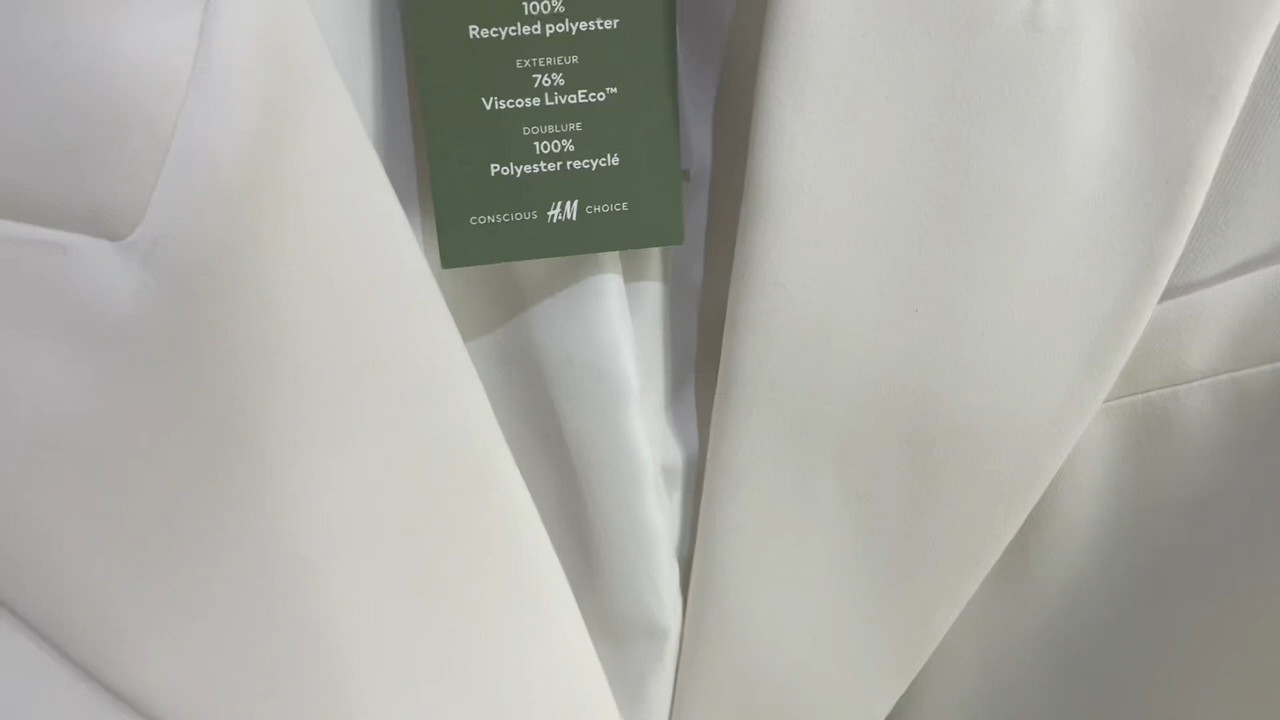 100%
Recycled polyester
EXTERIEUR
76%
Viscose LivaEco™
DOUBLURE
100%
Polyester recyclé
CONSCIOUS H&M CHOICE